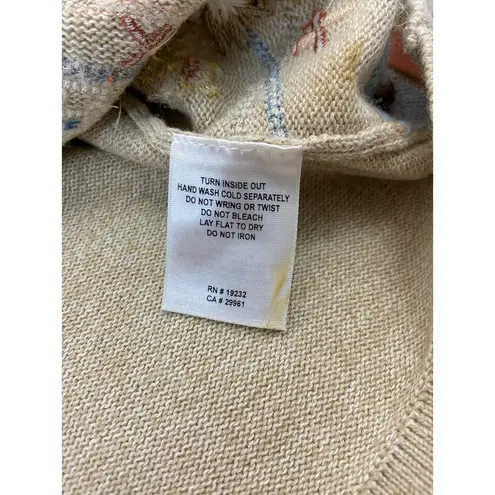 TURN INSIDE OUT
HAND WASH COLD SEPARATELY
DO NOT WRING OR TWIST
DO NOT BLEACH
LAY FLAT TO DRY
DO NOT IRON
RN # 19232
CA # 29961